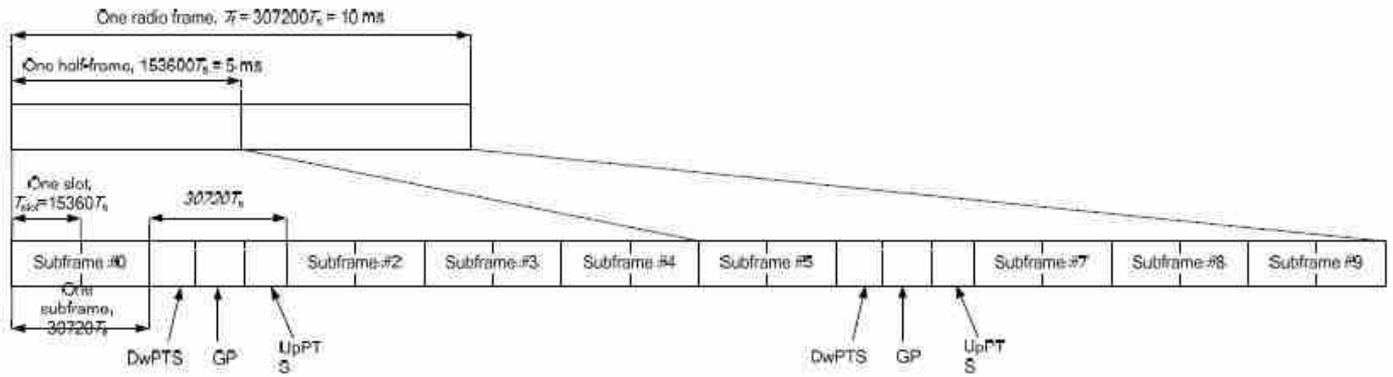 One radio frame, Tf = 307200Ts = 10 ms
One half-frame, 153600Ts = 5 ms
One slot,
Tslot=15360Ts
30720Ts
Subframe #0
Subframe #2
Subframe #3
Subframe #4
Subframe #5
Subframe #7
Subframe #8
Subframe #9
One
subframe,
30720Ts
DwPTS
GP
UpPT
S
DwPTS
GP
UpPT
S